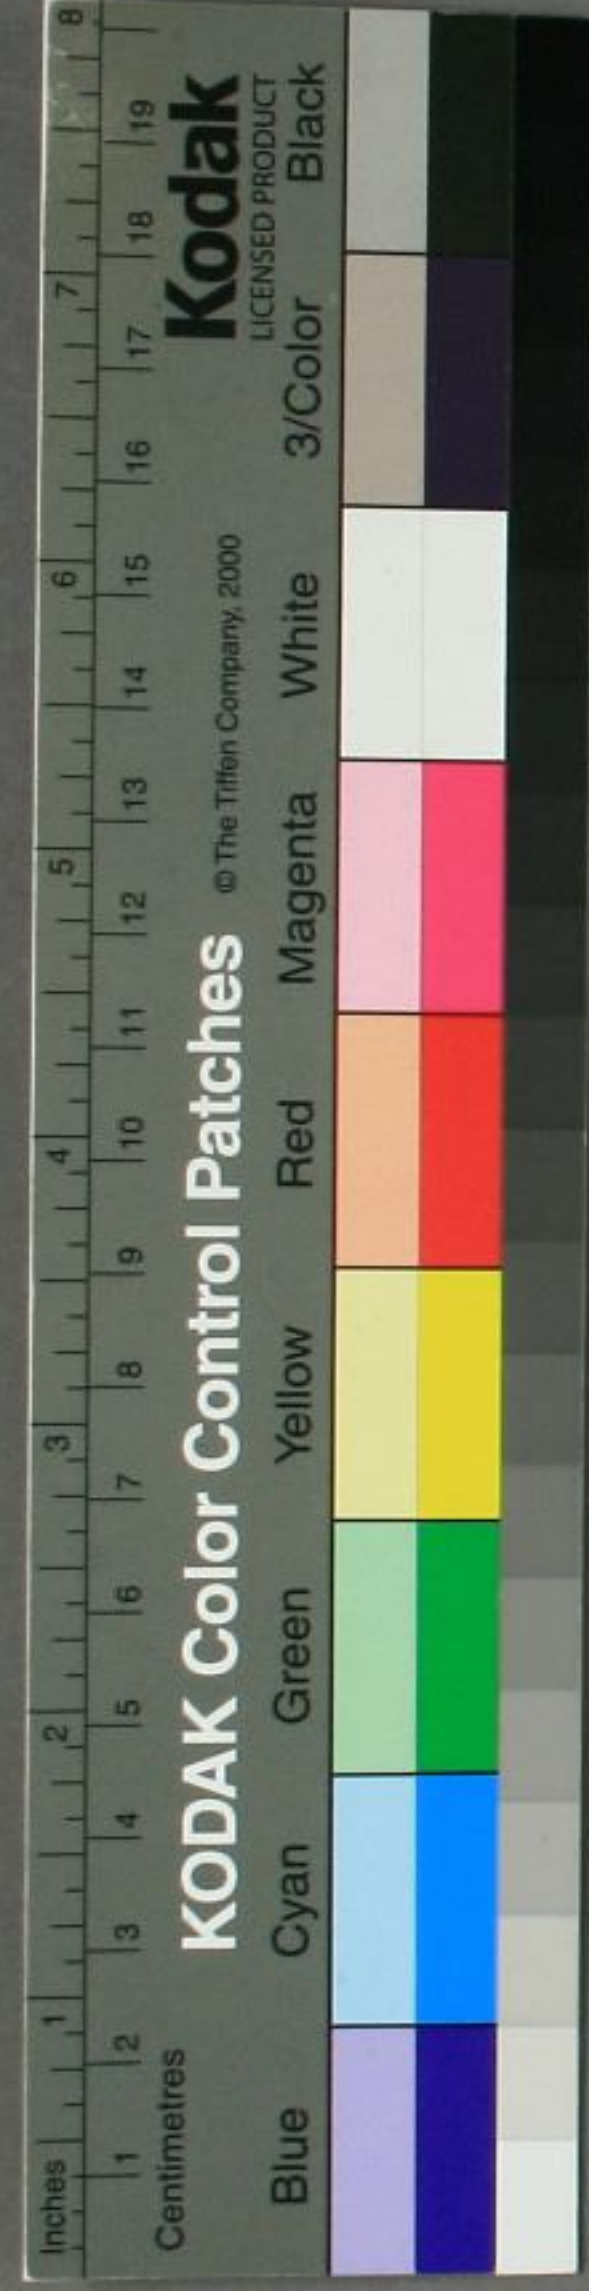 Inches 1 2 3 4 5 6 7 8
1 2 3 4 5 6 7 8 9 10 11 12 13 14 15 16 17 18 19
Centimetres
KODAK Color Control Patches
© The Tiffen Company, 2000
Kodak
LICENSED PRODUCT
Blue Cyan Green Yellow Red Magenta White 3/Color Black